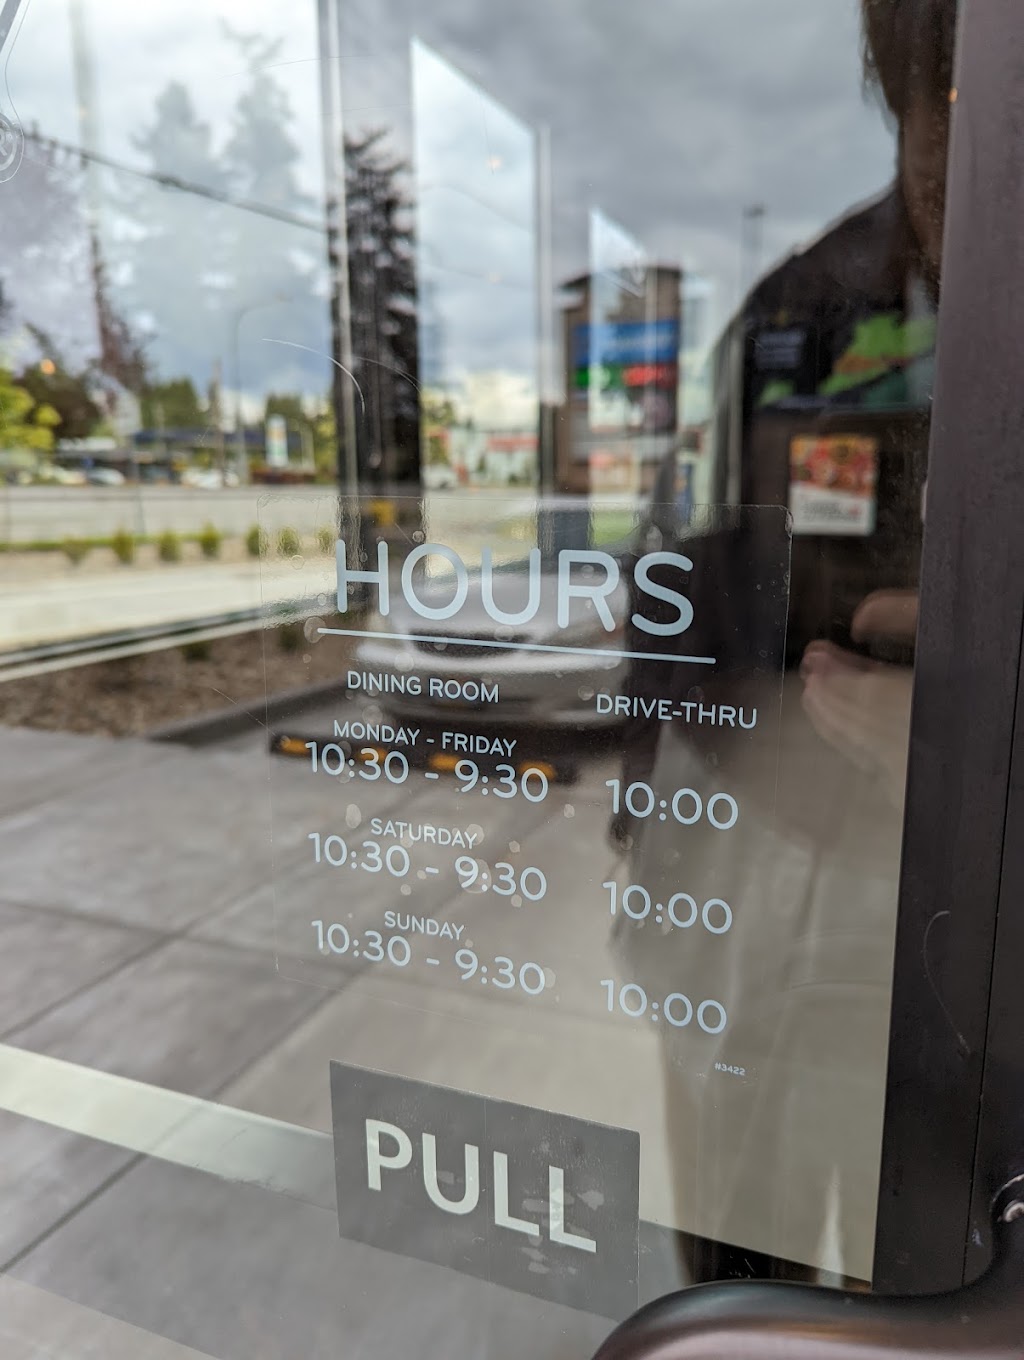 HOURS
DINING ROOM DRIVE-THRU
MONDAY - FRIDAY
10:30 - 9:30 10:00
SATURDAY
10:30 - 9:30 10:00
SUNDAY
10:30 - 9:30 10:00
#3422
PULL